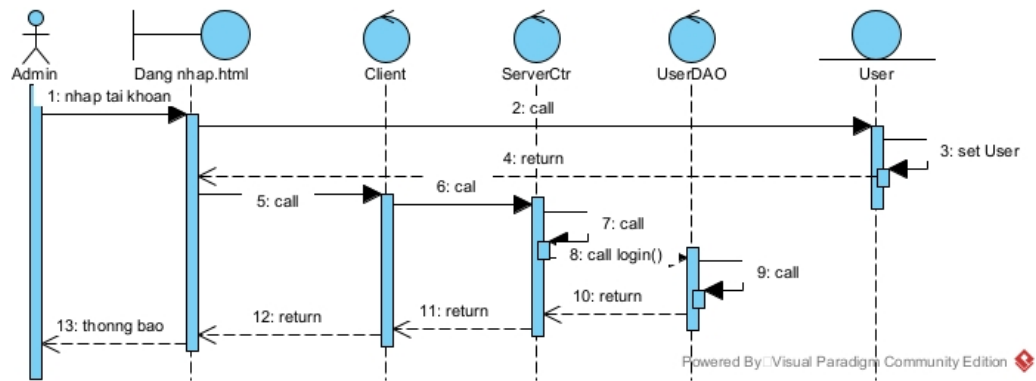 Admin
Dang nhap.html
Client
ServerCtr
UserDAO
User
1: nhap tai khoan
2: call
3: set User
4: return
5: call
6: cal
7: call
8: call login()
9: call
10: return
11: return
12: return
13: thonng bao
Powered By Visual Paradigm Community Edition